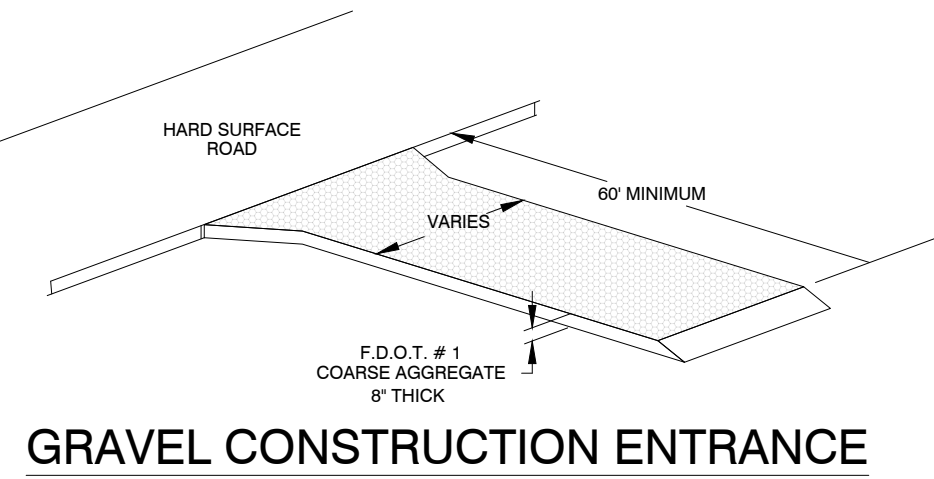 HARD SURFACE
ROAD
60' MINIMUM
VARIES
F.D.O.T. # 1
COARSE AGGREGATE
8" THICK
GRAVEL CONSTRUCTION ENTRANCE